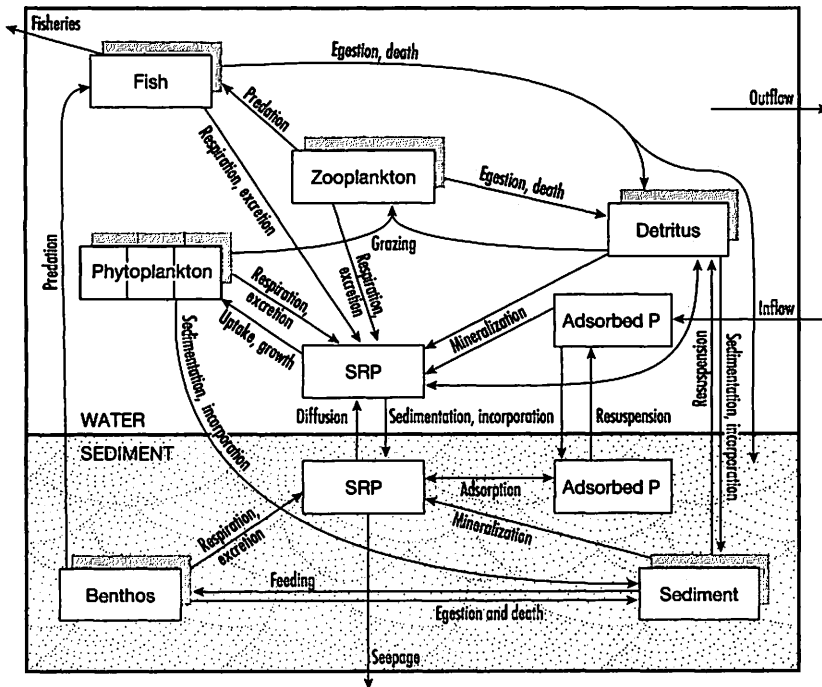 Fisheries
Fish
Egestion, death
Outflow
Predation
Respiration, excretion
Zooplankton
Egestion, death
Detritus
Grazing
Phytoplankton
Predation
Respiration,
excretion
Respiration,
excretion
Uptake, growth
Mineralization
Adsorbed P
Inflow
SRP
Sedimentation, incorporation
Resuspension
Sedimentation, incorporation
Diffusion
Sedimentation, incorporation
Resuspension
WATER
SEDIMENT
SRP
Adsorption
Adsorbed P
Respiration,
excretion
Mineralization
Benthos
Feeding
Egestion and death
Sediment
Seepage